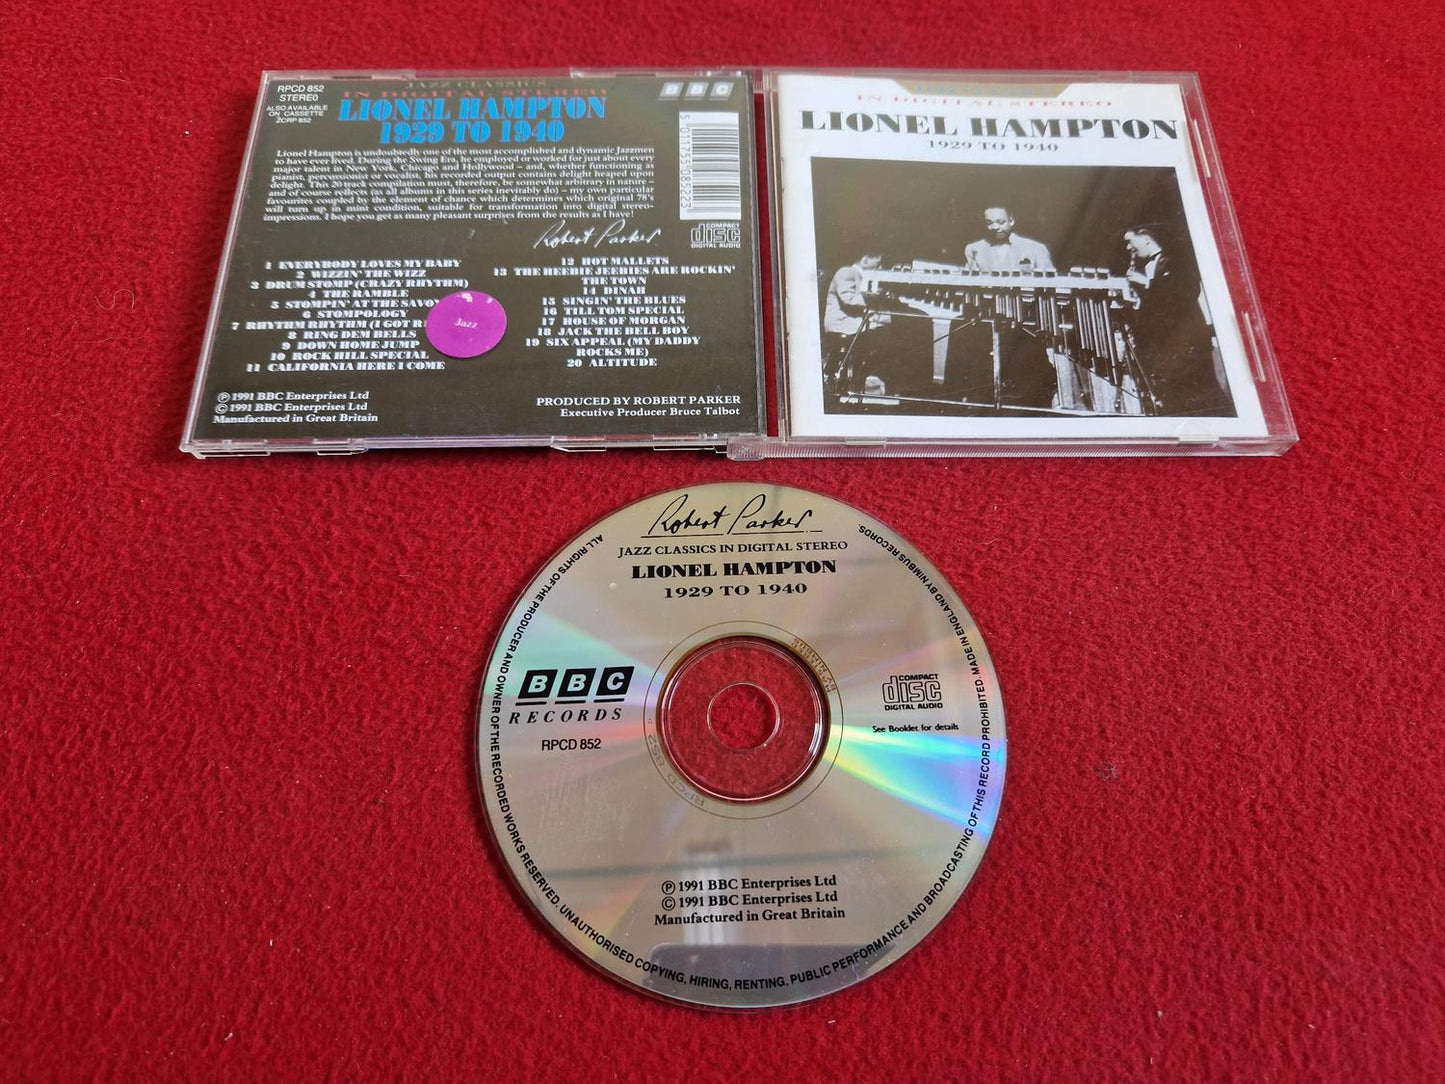 RPCD 852
STEREO
ALSO AVAILABLE
ON CASSETTE
ZCRP 852
JAZZ CLASSICS
IN DIGITAL STEREO
LIONEL HAMPTON
1929 TO 1940
BBC
5 011755 085223
Lionel Hampton is undoubtedly one of the most accomplished and dynamic Jazzmen
to have ever lived. During the Swing Era, he employed or worked for just about every
major talent in New York, Chicago and Hollywood – and, whether functioning as
pianist, percussionist or vocalist, his recorded output contains delight heaped upon
delight. This 20 track compilation must, therefore, be somewhat arbitrary in nature –
and of course reflects (as all albums in this series inevitably do) – my own particular
favourites coupled by the element of chance which determines which original 78's
will turn up in mint condition, suitable for transformation into digital stereo-
impressions. I hope you get as many pleasant surprises from the results as I have!
Robert Parker
COMPACT
disc
DIGITAL AUDIO
1 EVERYBODY LOVES MY BABY
2 WIZZIN' THE WIZZ
3 DRUM STOMP (CRAZY RHYTHM)
4 THE RAMBLE
5 STOMPIN' AT THE SAVOY
6 STOMPOLOGY
7 RHYTHM RHYTHM (I GOT R
8 RING DEM BELLS
9 DOWN HOME JUMP
10 ROCK HILL SPECIAL
11 CALIFORNIA HERE I COME
Jazz
12 HOT MALLETS
13 THE HEEBIE JEEBIES ARE ROCKIN'
THE TOWN
14 DINAH
15 SINGIN' THE BLUES
16 TILL TOM SPECIAL
17 HOUSE OF MORGAN
18 JACK THE BELL BOY
19 SIX APPEAL (MY DADDY
ROCKS ME)
20 ALTITUDE
℗ 1991 BBC Enterprises Ltd
© 1991 BBC Enterprises Ltd
Manufactured in Great Britain
PRODUCED BY ROBERT PARKER
Executive Producer Bruce Talbot
IN DIGITAL STEREO
LIONEL HAMPTON
1929 TO 1940
Robert Parker
JAZZ CLASSICS IN DIGITAL STEREO
LIONEL HAMPTON
1929 TO 1940
BBC
RECORDS
RPCD 852
COMPACT
disc
DIGITAL AUDIO
See Booklet for details
RPCD 852
℗ 1991 BBC Enterprises Ltd
© 1991 BBC Enterprises Ltd
Manufactured in Great Britain
ALL RIGHTS OF THE PRODUCER AND OWNER OF THE RECORDED WORKS RESERVED. UNAUTHORISED COPYING, HIRING, RENTING, PUBLIC PERFORMANCE AND BROADCASTING OF THIS RECORD PROHIBITED. MADE IN ENGLAND BY NIMBUS RECORDS.